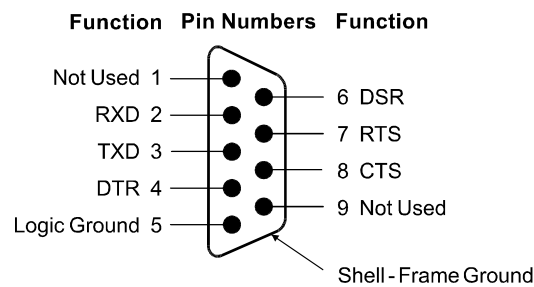 Function Pin Numbers Function
Not Used 1
6 DSR
RXD 2
7 RTS
TXD 3
8 CTS
DTR 4
9 Not Used
Logic Ground 5
Shell - Frame Ground